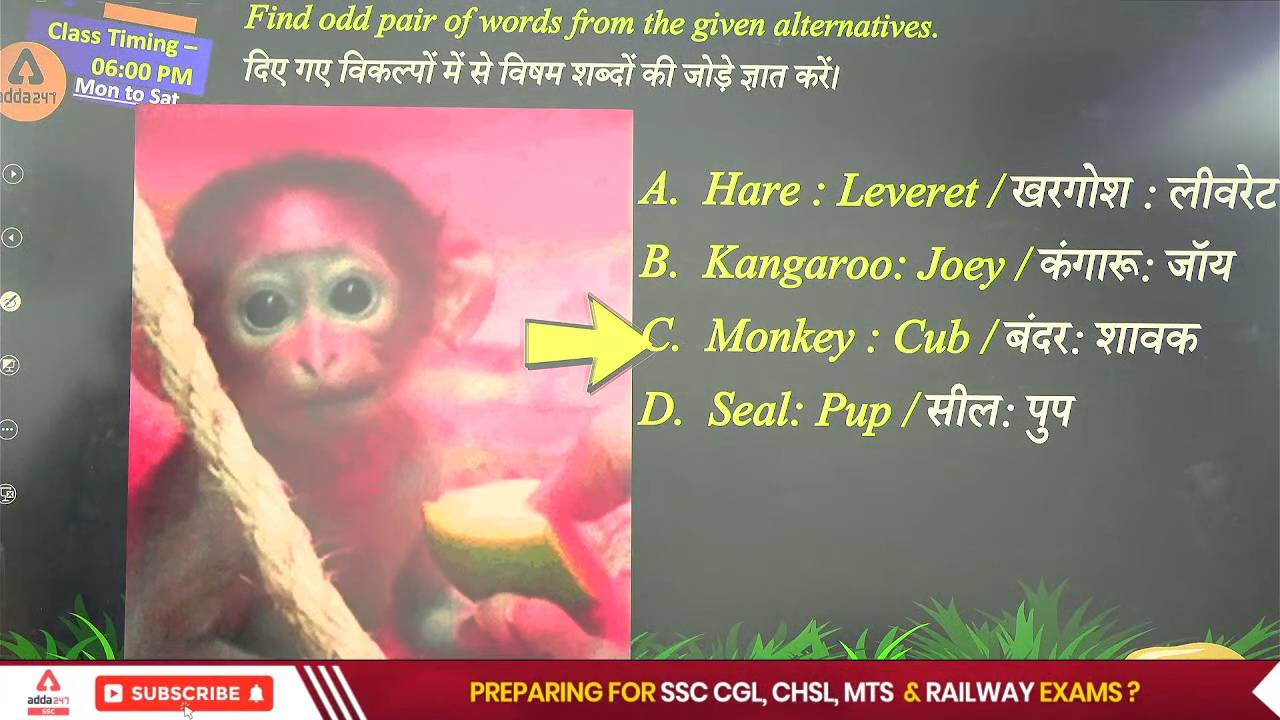 Class Timing –
06:00 PM
Mon to Sat
adda247
Find odd pair of words from the given alternatives.
दिए गए विकल्पों में से विषम शब्दों की जोड़े ज्ञात करें।
A. Hare : Leveret / खरगोश : लीवरेट
B. Kangaroo: Joey / कंगारू: जॉय
C. Monkey : Cub / बंदर: शावक
D. Seal: Pup / सील: पुप
adda247
SSC
SUBSCRIBE
PREPARING FOR SSC CGL, CHSL, MTS & RAILWAY EXAMS ?